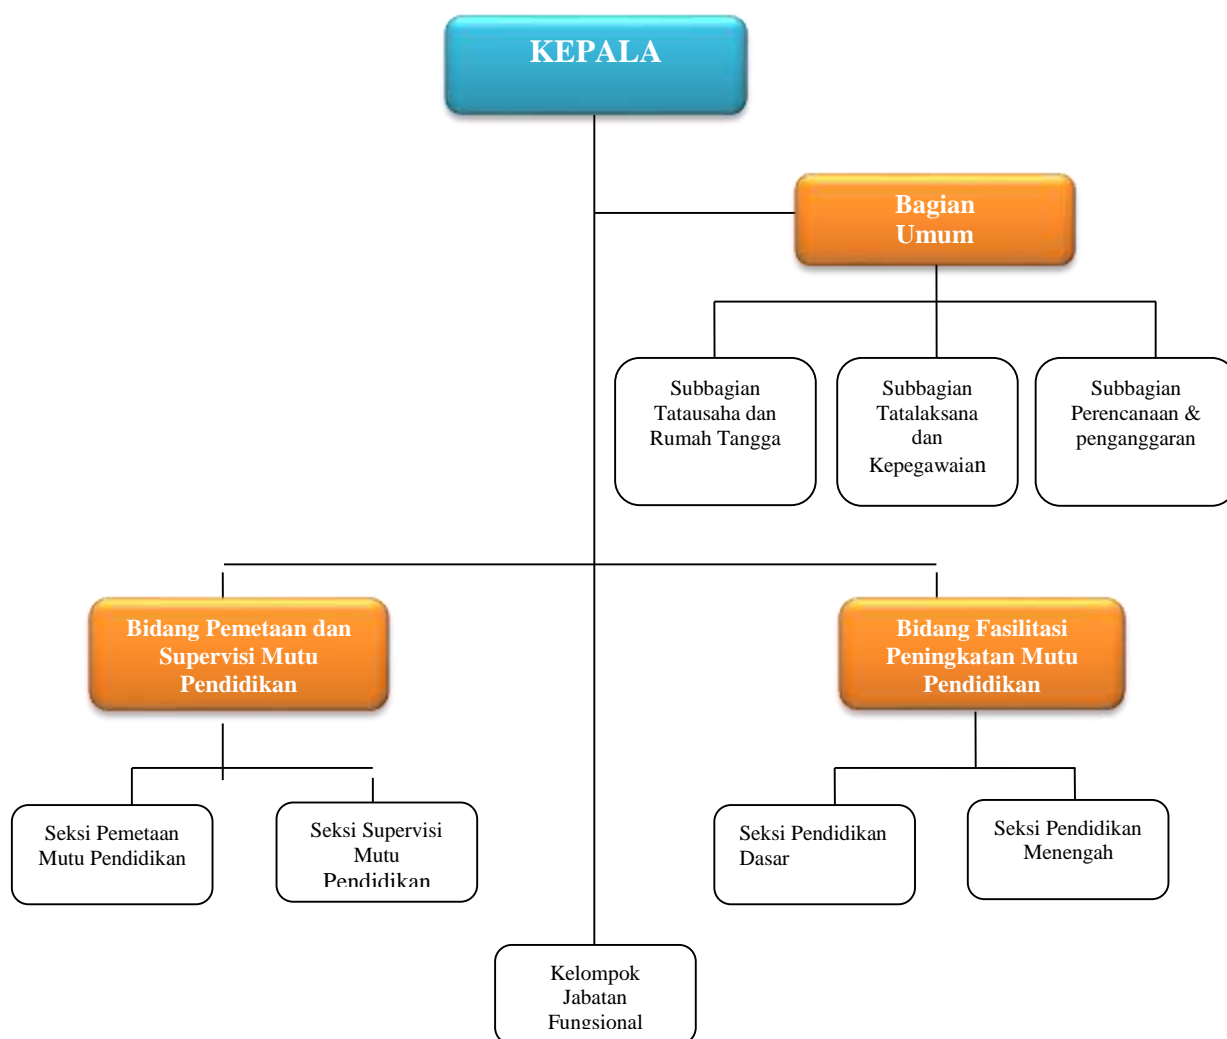 KEPALA
Bagian
Umum
Subbagian
Tatausaha dan
Rumah Tangga
Subbagian
Tatalaksana
dan
Kepegawaian
Subbagian
Perencanaan &
penganggaran
Bidang Pemetaan dan
Supervisi Mutu
Pendidikan
Bidang Fasilitasi
Peningkatan Mutu
Pendidikan
Seksi Pemetaan
Mutu Pendidikan
Seksi Supervisi
Mutu
Pendidikan
Seksi Pendidikan
Dasar
Seksi Pendidikan
Menengah
Kelompok
Jabatan
Fungsional